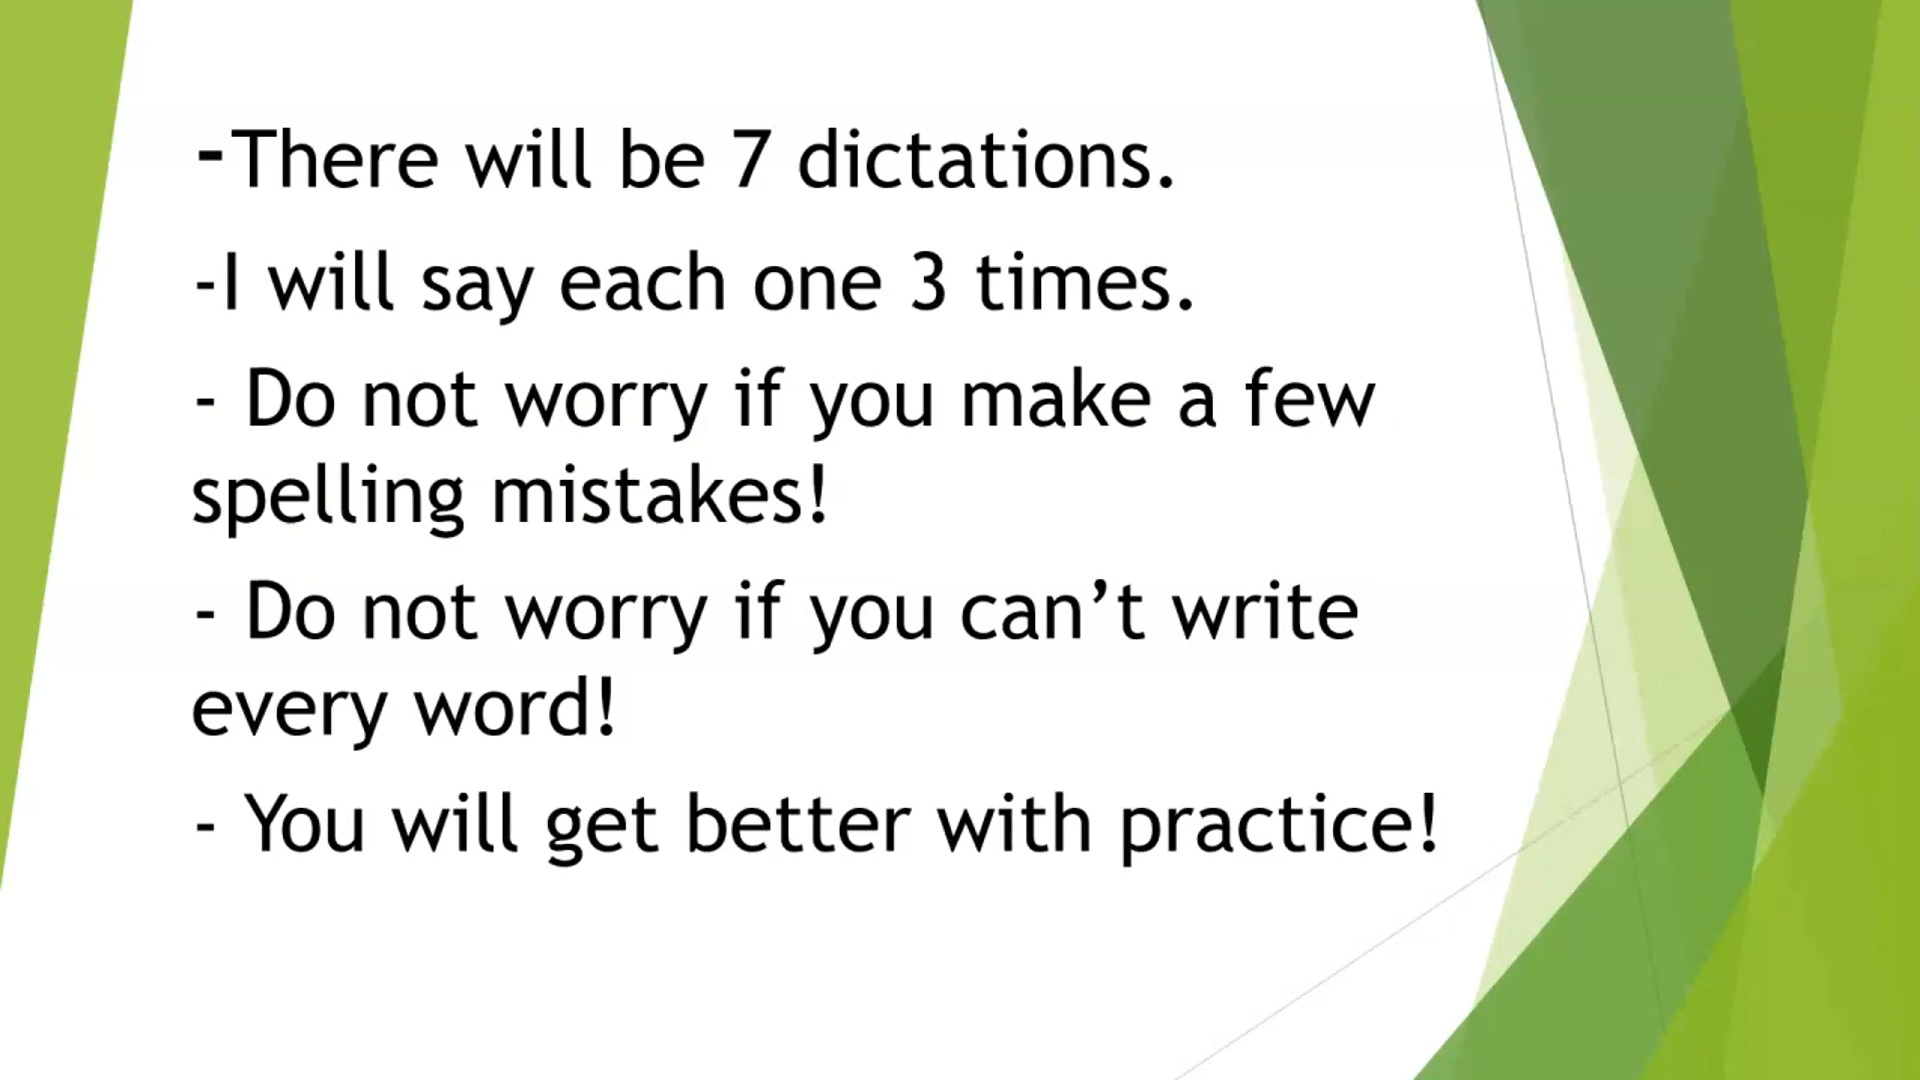 -There will be 7 dictations.
-I will say each one 3 times.
- Do not worry if you make a few
spelling mistakes!
- Do not worry if you can’t write
every word!
- You will get better with practice!